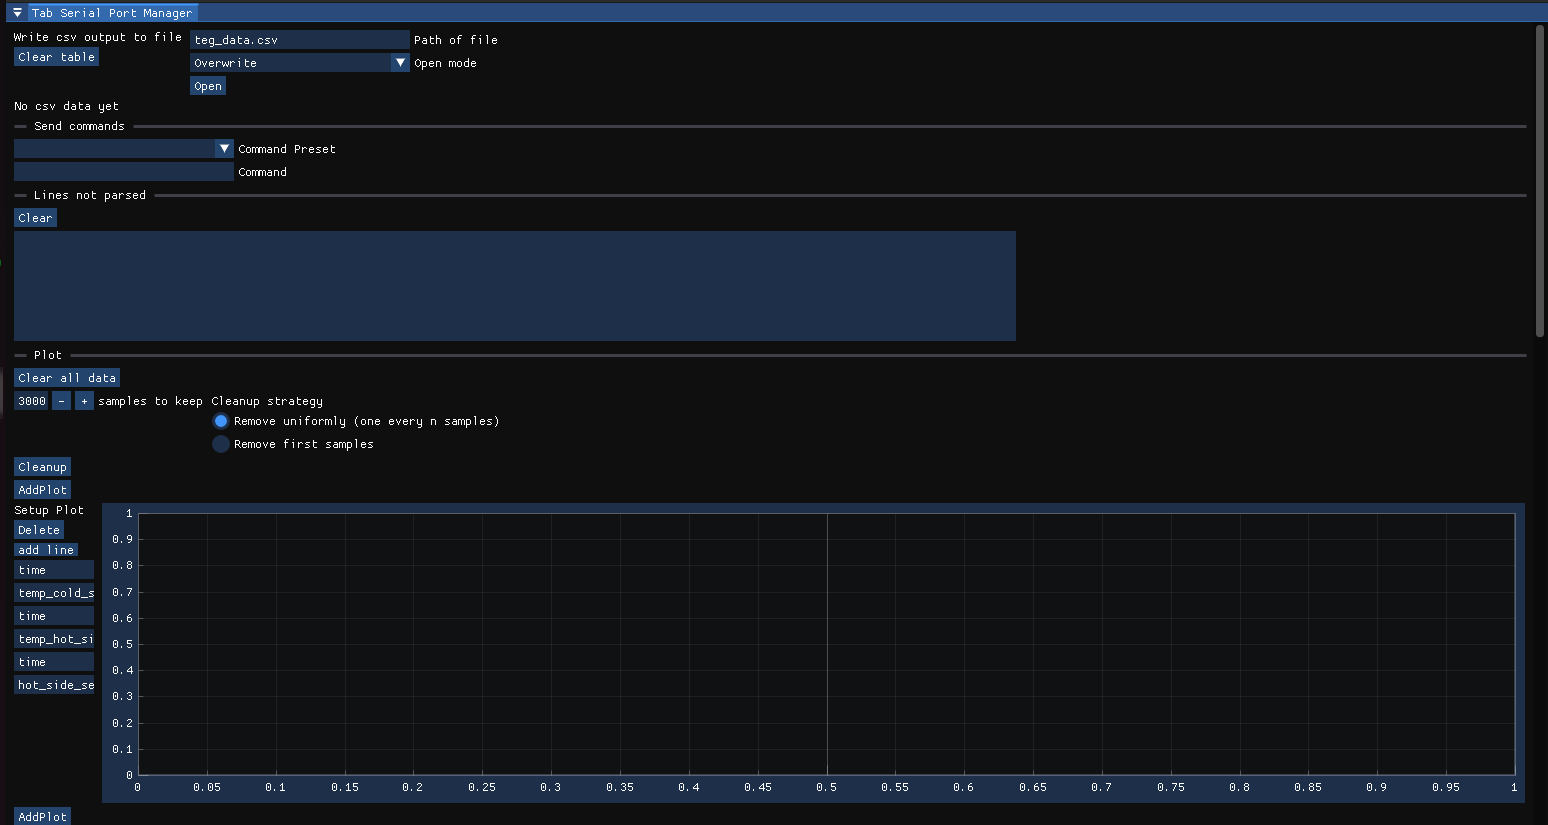 Tab Serial Port Manager
Write csv output to file teg_data.csv Path of file
Clear table
Overwrite Open mode
Open
No csv data yet
Send commands
Command Preset
Command
Lines not parsed
Clear
Plot
Clear all data
3000 - + samples to keep Cleanup strategy
Remove uniformly (one every n samples)
Remove first samples
Cleanup
AddPlot
Setup Plot
Delete
add line
time
temp_cold_s
time
temp_hot_si
time
hot_side_se
1
0.9
0.8
0.7
0.6
0.5
0.4
0.3
0.2
0.1
0
0 0.05 0.1 0.15 0.2 0.25 0.3 0.35 0.4 0.45 0.5 0.55 0.6 0.65 0.7 0.75 0.8 0.85 0.9 0.95 1
AddPlot